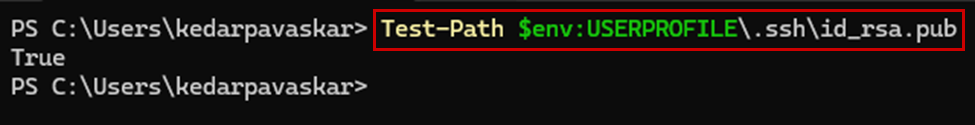 PS C:\Users\kedarpavaskar> Test-Path $env:USERPROFILE\.ssh\id_rsa.pub
True
PS C:\Users\kedarpavaskar>